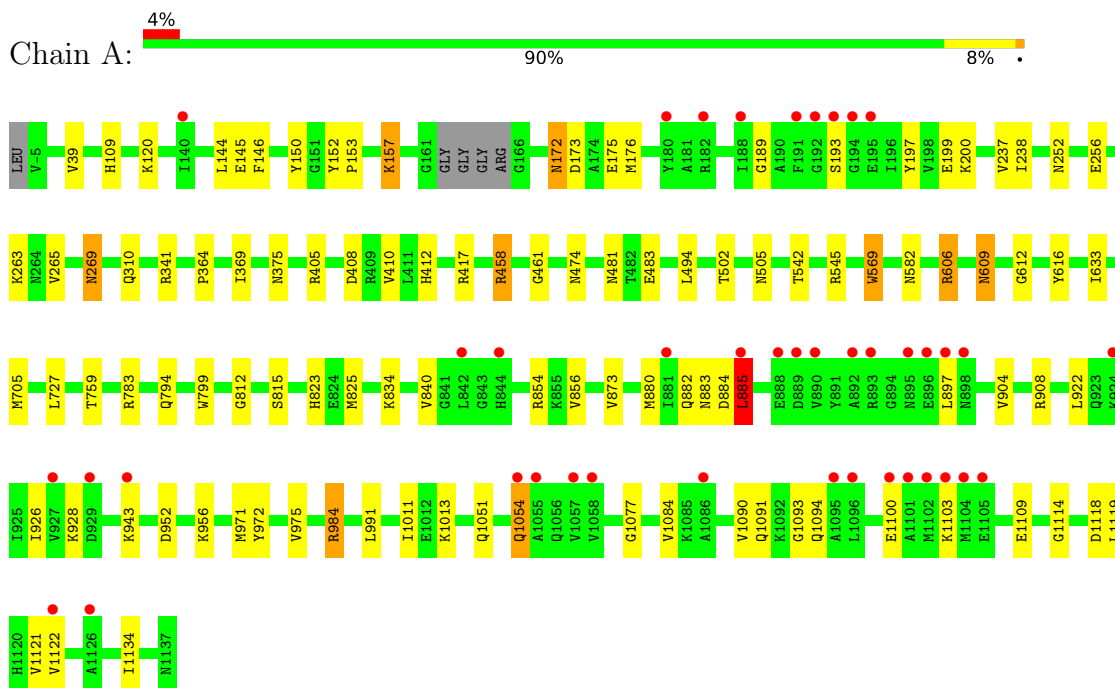 4%
Chain A:
90% 8% •
LEU V-5 V39 H109 K120 I140 L144 E145 F146 Y150 G151 Y152 P153 K157 G161 GLY GLY GLY ARG G166 N172 D173 A174 E175 M176 Y180 A181 R182 I188 G189 A190 F191 G192 S193 G194 E195 I196 Y197 V198 E199 K200 V237 I238 N252 E256
K263 N264 V265 N269 Q310 R341 P364 I369 N375 R405 D408 R409 V410 L411 H412 R417 R458 G461 N474 N481 T482 E483 L494 T502 N505 T542 R545 W569 N582 R606 N609 G612 Y616 I633
M705 L727 T759 R783 Q794 W799 G812 S815 H823 E824 M825 K834 V840 G841 L842 G843 H844 R854 K855 V856 V873 M880 I881 Q882 N883 D884 L885 E888 D889 V890 Y891 A892 R893 G894 N895 E896 L897 N898 V904 R908 L922 Q923 K924
I925 I926 V927 K928 D929 K943 D952 K956 M971 Y972 V975 R984 L991 I1011 E1012 K1013 Q1051 Q1054 A1055 Q1056 V1057 V1058 G1077 V1084 K1085 A1086 V1090 Q1091 K1092 G1093 Q1094 A1095 L1096 E1100 A1101 M1102 K1103 M1104 E1105 E1109 G1114 D1118 L1119
H1120 V1121 V1122 A1126 I1134 N1137